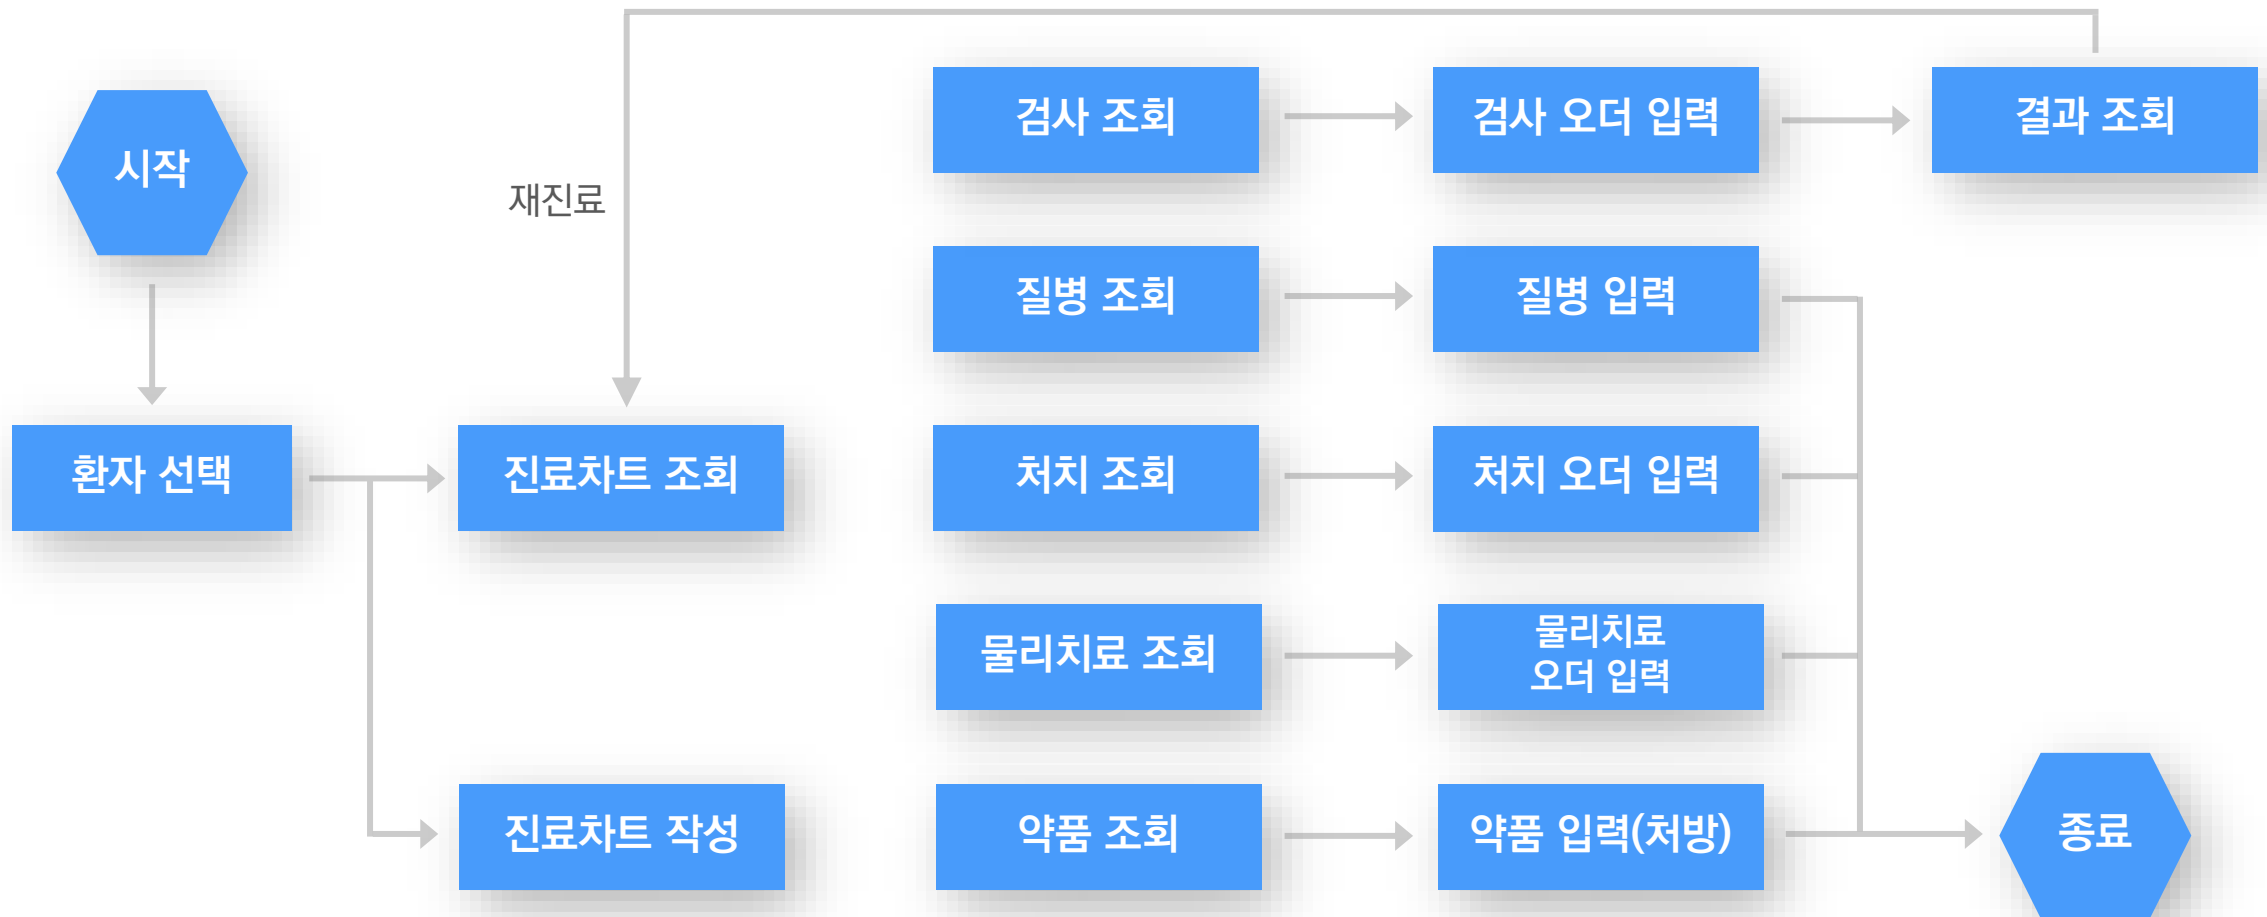 시작
환자 선택
재진료
진료차트 조회
진료차트 작성
검사 조회
검사 오더 입력
결과 조회
질병 조회
질병 입력
처치 조회
처치 오더 입력
물리치료 조회
물리치료
오더 입력
약품 조회
약품 입력(처방)
종료